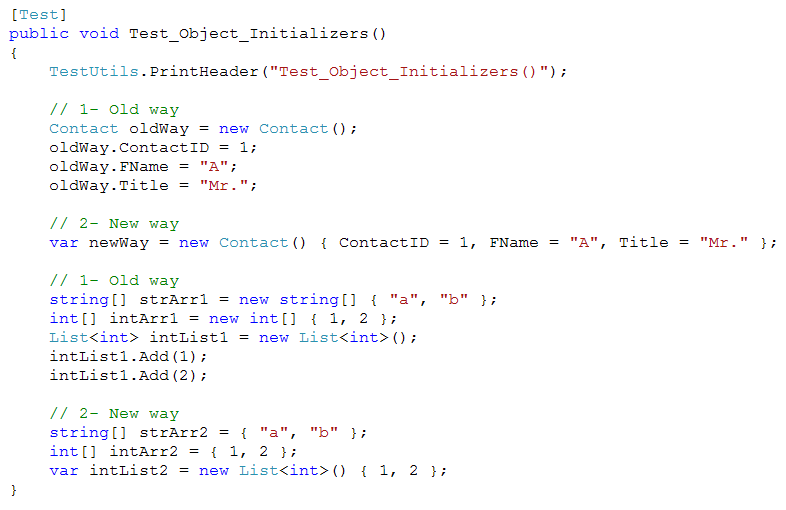 [Test]
public void Test_Object_Initializers()
{
    TestUtils.PrintHeader("Test_Object_Initializers()");

    // 1- Old way
    Contact oldWay = new Contact();
    oldWay.ContactID = 1;
    oldWay.FName = "A";
    oldWay.Title = "Mr.";

    // 2- New way
    var newWay = new Contact() { ContactID = 1, FName = "A", Title = "Mr." };

    // 1- Old way
    string[] strArr1 = new string[] { "a", "b" };
    int[] intArr1 = new int[] { 1, 2 };
    List<int> intList1 = new List<int>();
    intList1.Add(1);
    intList1.Add(2);

    // 2- New way
    string[] strArr2 = { "a", "b" };
    int[] intArr2 = { 1, 2 };
    var intList2 = new List<int>() { 1, 2 };
}